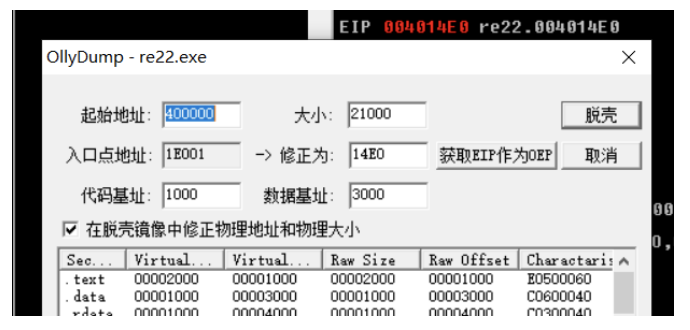 EIP 004014E0 re22.004014E0
OllyDump - re22.exe
起始地址: 400000 大小: 21000 脱壳
入口点地址: 1E001 -> 修正为: 14E0 获取EIP作为OEP 取消
代码基址: 1000 数据基址: 3000
在脱壳镜像中修正物理地址和物理大小
Sec... Virtual... Virtual... Raw Size Raw Offset Charactaris
.text 00002000 00001000 00002000 00001000 E0500060
.data 00001000 00003000 00001000 00003000 C0600040
.rdata 00001000 00004000 00001000 00004000 C0300040